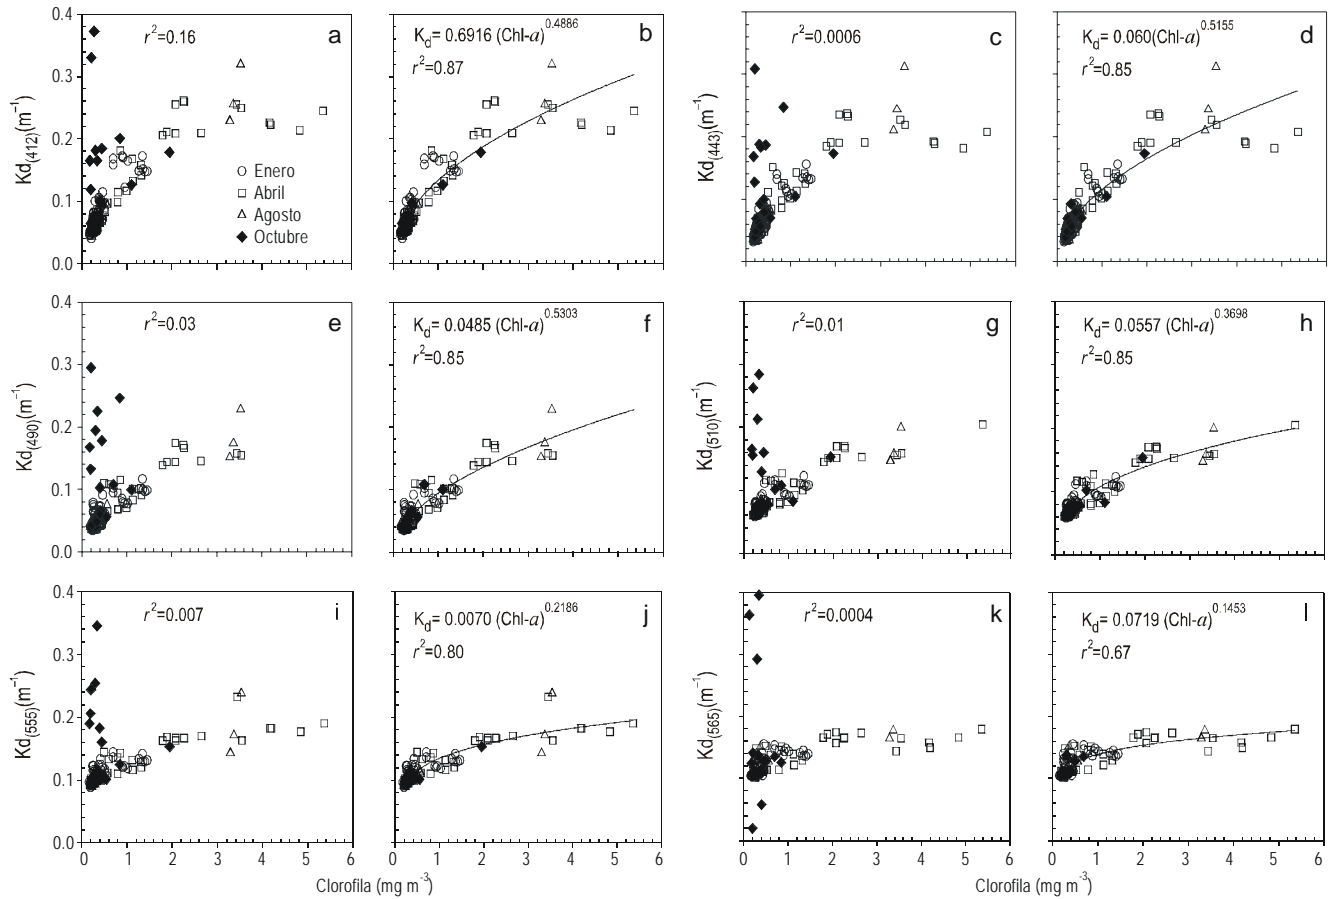 0.4
0.3
0.2
0.1
0.0
Kd(412)(m−1)
r2=0.16
a
Enero
Abril
Agosto
Octubre
Kd= 0.6916 (Chl-a)0.4886
b
r2=0.87
Kd(443)(m−1)
r2=0.0006
c
Kd= 0.060(Chl-a)0.5155
d
r2=0.85
0.4
0.3
0.2
0.1
0.0
Kd(490)(m−1)
r2=0.03
e
Kd= 0.0485 (Chl-a)0.5303
f
r2=0.85
Kd(510)(m−1)
r2=0.01
g
Kd= 0.0557 (Chl-a)0.3698
h
r2=0.85
0.4
0.3
0.2
0.1
0.0
Kd(555)(m−1)
r2=0.007
i
Kd= 0.0070 (Chl-a)0.2186
j
r2=0.80
Kd(565)(m−1)
r2=0.0004
k
Kd= 0.0719 (Chl-a)0.1453
l
r2=0.67
0 1 2 3 4 5 6
0 1 2 3 4 5 6
0 1 2 3 4 5 6
0 1 2 3 4 5 6
Clorofila (mg m-3)
Clorofila (mg m-3)